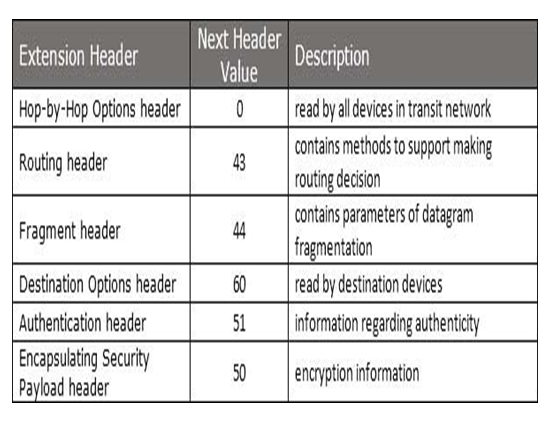 Extension Header
Next Header
Value
Description
Hop-by-Hop Options header
0
read by all devices in transit network
Routing header
43
contains methods to support making
routing decision
Fragment header
44
contains parameters of datagram
fragmentation
Destination Options header
60
read by destination devices
Authentication header
51
information regarding authenticity
Encapsulating Security
Payload header
50
encryption information